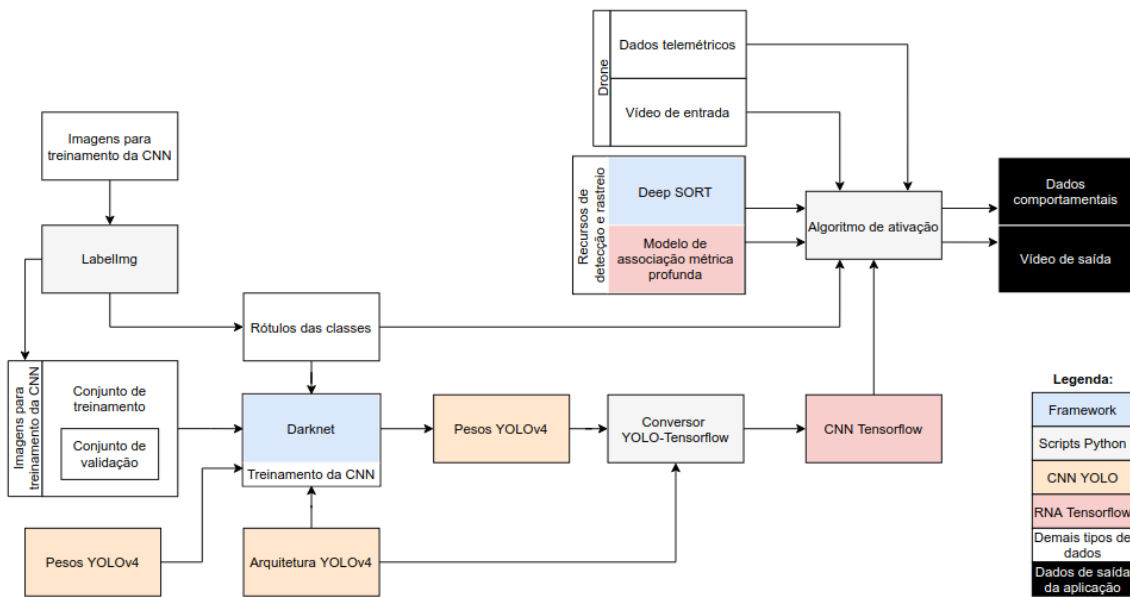 Drone
Dados telemétricos
Vídeo de entrada
Imagens para
treinamento da CNN
Recursos de
detecção e rastreio
Deep SORT
Modelo de
associação métrica
profunda
Algoritmo de ativação
Dados
comportamentais
Vídeo de saída
LabelImg
Rótulos das classes
Imagens para
treinamento da CNN
Conjunto de
treinamento
Conjunto de
validação
Darknet
Treinamento da CNN
Pesos YOLOv4
Conversor
YOLO-Tensorflow
CNN Tensorflow
Pesos YOLOv4
Arquitetura YOLOv4
Legenda:
Framework
Scripts Python
CNN YOLO
RNA Tensorflow
Demais tipos de
dados
Dados de saída
da aplicação